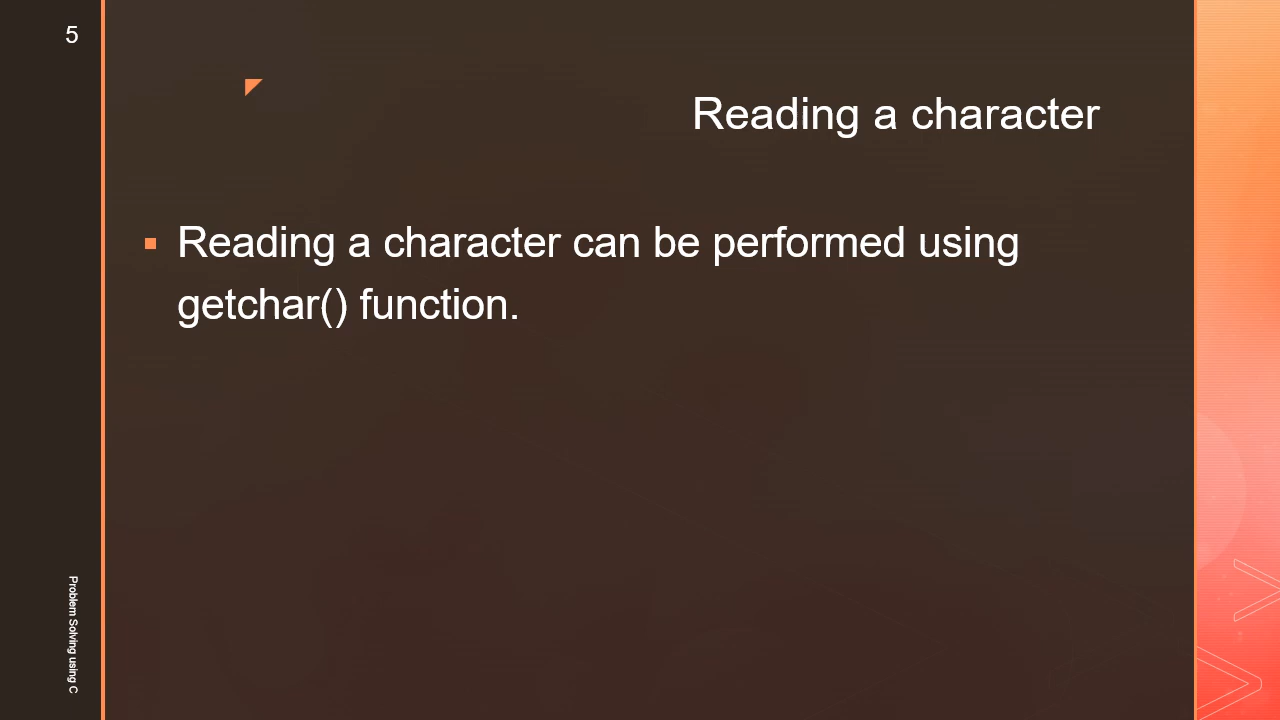 5
Reading a character
Reading a character can be performed using
getchar() function.
Problem Solving using C